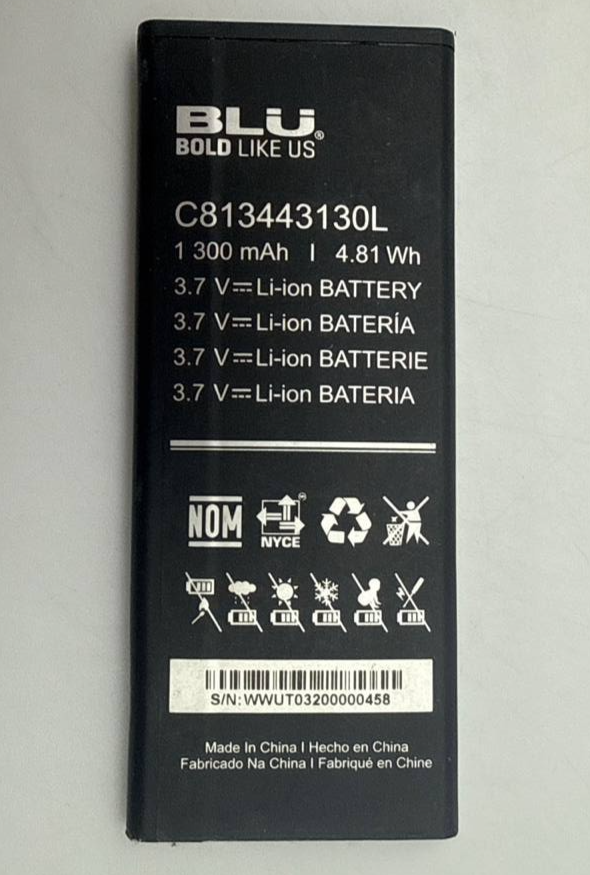 BLU®
BOLD LIKE US
C813443130L
1 300 mAh | 4.81 Wh
3.7 V⎓Li-ion BATTERY
3.7 V⎓Li-ion BATERÍA
3.7 V⎓Li-ion BATTERIE
3.7 V⎓Li-ion BATERIA
NOM
NYCE
S/N: WWUT03200000458
Made In China | Hecho en China
Fabricado Na China | Fabriqué en Chine